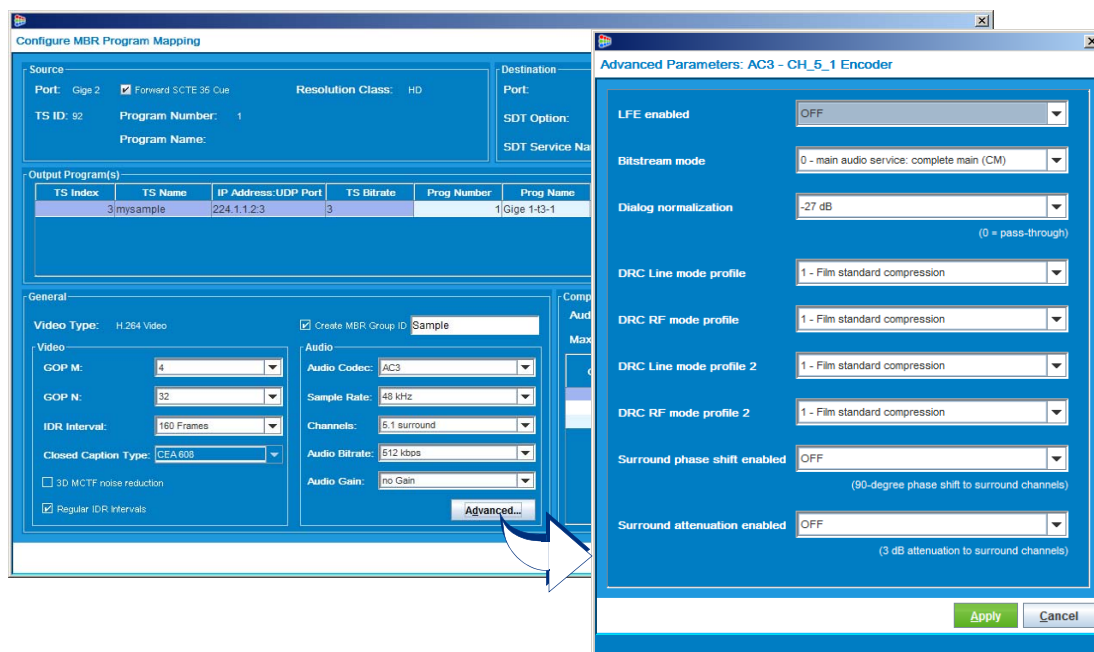 Configure MBR Program Mapping
Source
Port: Gige 2 Forward SCTE 35 Cue Resolution Class: HD
TS ID: 92 Program Number: 1
Program Name:
Destination
Port:
SDT Option:
SDT Service Na
Output Program(s)
TS Index TS Name IP Address:UDP Port TS Bitrate Prog Number Prog Name
3 mysample 224.1.1.2:3 3 1 Gige 1-t3-1
General
Video Type: H.264 Video Create MBR Group ID Sample
Video
GOP M: 4
GOP N: 32
IDR Interval: 160 Frames
Closed Caption Type: CEA 608
3D MCTF noise reduction
Regular IDR Intervals
Audio
Audio Codec: AC3
Sample Rate: 48 kHz
Channels: 5.1 surround
Audio Bitrate: 512 kbps
Audio Gain: no Gain
Advanced...
Comp
Aud
Max
Advanced Parameters: AC3 - CH_5_1 Encoder
LFE enabled OFF
Bitstream mode 0 - main audio service: complete main (CM)
Dialog normalization -27 dB
(0 = pass-through)
DRC Line mode profile 1 - Film standard compression
DRC RF mode profile 1 - Film standard compression
DRC Line mode profile 2 1 - Film standard compression
DRC RF mode profile 2 1 - Film standard compression
Surround phase shift enabled OFF
(90-degree phase shift to surround channels)
Surround attenuation enabled OFF
(3 dB attenuation to surround channels)
Apply Cancel